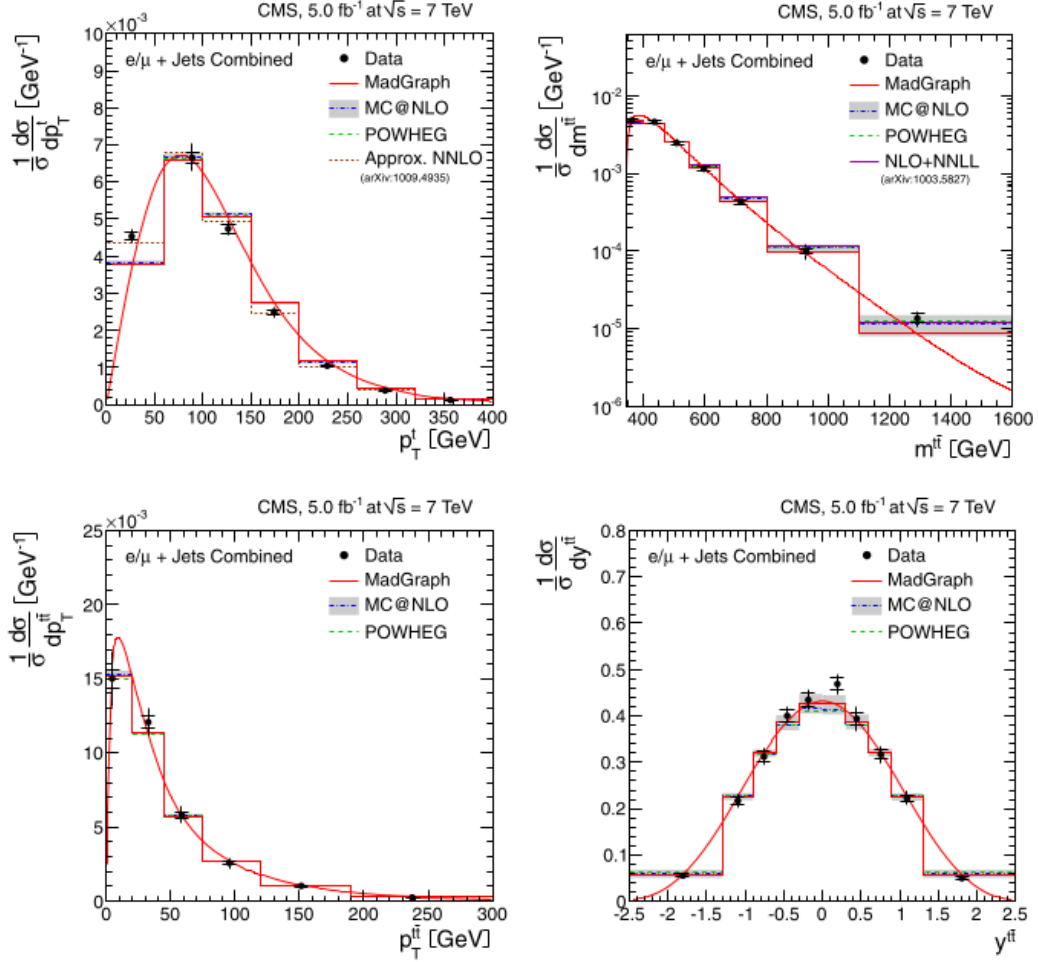 CMS, 5.0 fb⁻¹ at √s = 7 TeV
×10⁻³
e/μ + Jets Combined
Data
MadGraph
MC@NLO
POWHEG
Approx. NNLO
(arXiv:1009.4935)
1/σ dσ/dp_T^t [GeV⁻¹]
10
9
8
7
6
5
4
3
2
1
0
0 50 100 150 200 250 300 350 400
p_T^t [GeV]
CMS, 5.0 fb⁻¹ at √s = 7 TeV
e/μ + Jets Combined
Data
MadGraph
MC@NLO
POWHEG
NLO+NNLL
(arXiv:1003.5827)
1/σ dσ/dm^tt̄ [GeV⁻¹]
10⁻²
10⁻³
10⁻⁴
10⁻⁵
10⁻⁶
400 600 800 1000 1200 1400 1600
m^tt̄ [GeV]
CMS, 5.0 fb⁻¹ at √s = 7 TeV
×10⁻³
e/μ + Jets Combined
Data
MadGraph
MC@NLO
POWHEG
1/σ dσ/dp_T^tt̄ [GeV⁻¹]
25
20
15
10
5
0
0 50 100 150 200 250 300
p_T^tt̄ [GeV]
CMS, 5.0 fb⁻¹ at √s = 7 TeV
e/μ + Jets Combined
Data
MadGraph
MC@NLO
POWHEG
1/σ dσ/dy^tt̄
0.8
0.7
0.6
0.5
0.4
0.3
0.2
0.1
0
-2.5 -2 -1.5 -1 -0.5 0 0.5 1 1.5 2 2.5
y^tt̄